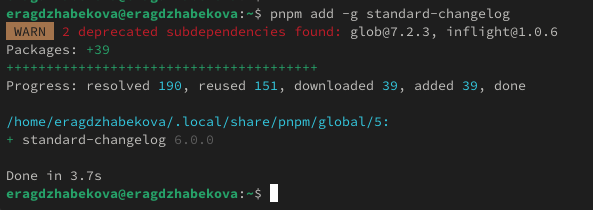 eragdzhabekova@eragdzhabekova:~$ pnpm add -g standard-changelog
WARN 2 deprecated subdependencies found: glob@7.2.3, inflight@1.0.6
Packages: +39
+++++++++++++++++++++++++++++++++++++++
Progress: resolved 190, reused 151, downloaded 39, added 39, done
/home/eragdzhabekova/.local/share/pnpm/global/5:
+ standard-changelog 6.0.0
Done in 3.7s
eragdzhabekova@eragdzhabekova:~$